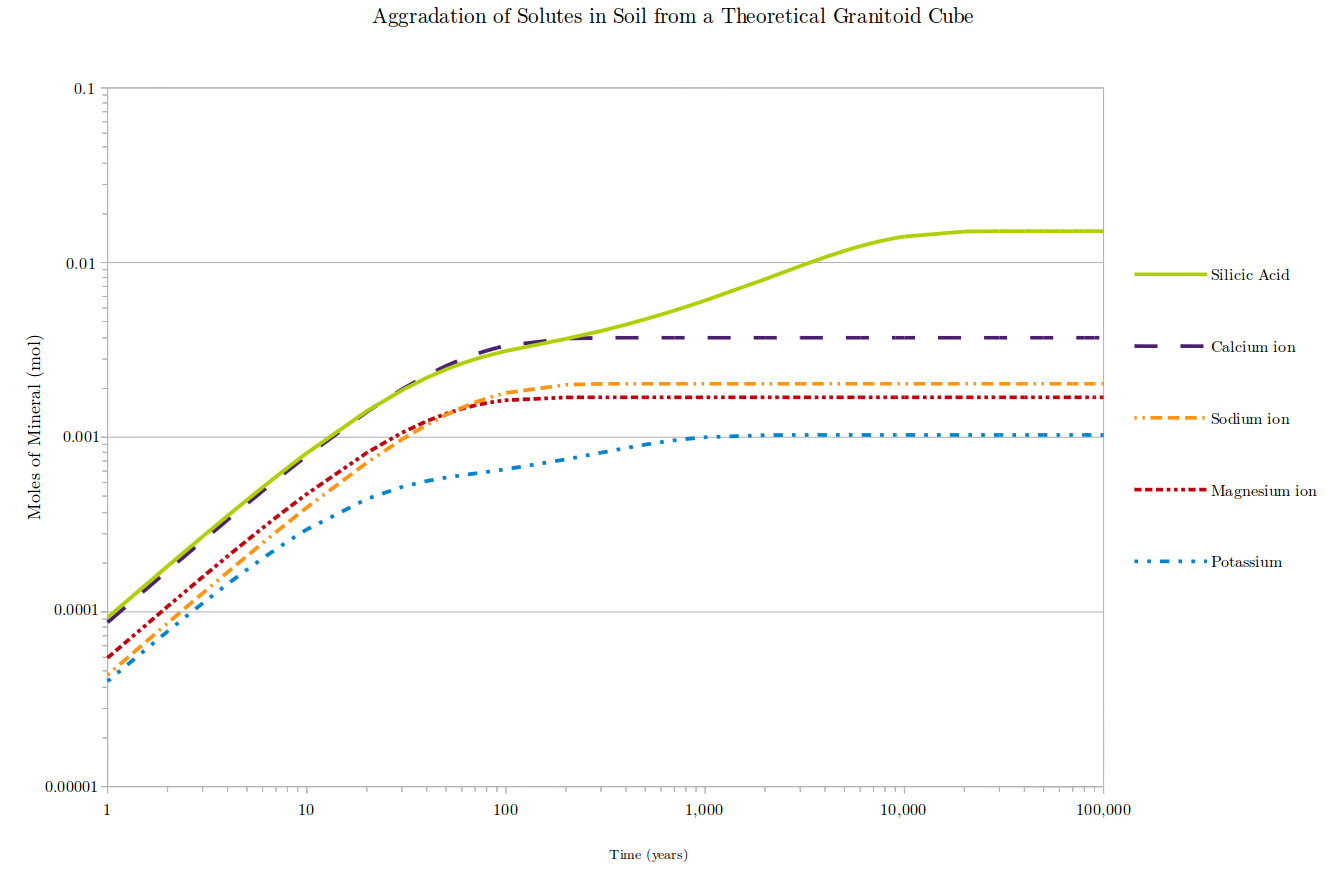 Aggradation of Solutes in Soil from a Theoretical Granitoid Cube
0.1
0.01
0.001
0.0001
0.00001
Moles of Mineral (mol)
1 10 100 1,000 10,000 100,000
Time (years)
Silicic Acid
Calcium ion
Sodium ion
Magnesium ion
Potassium